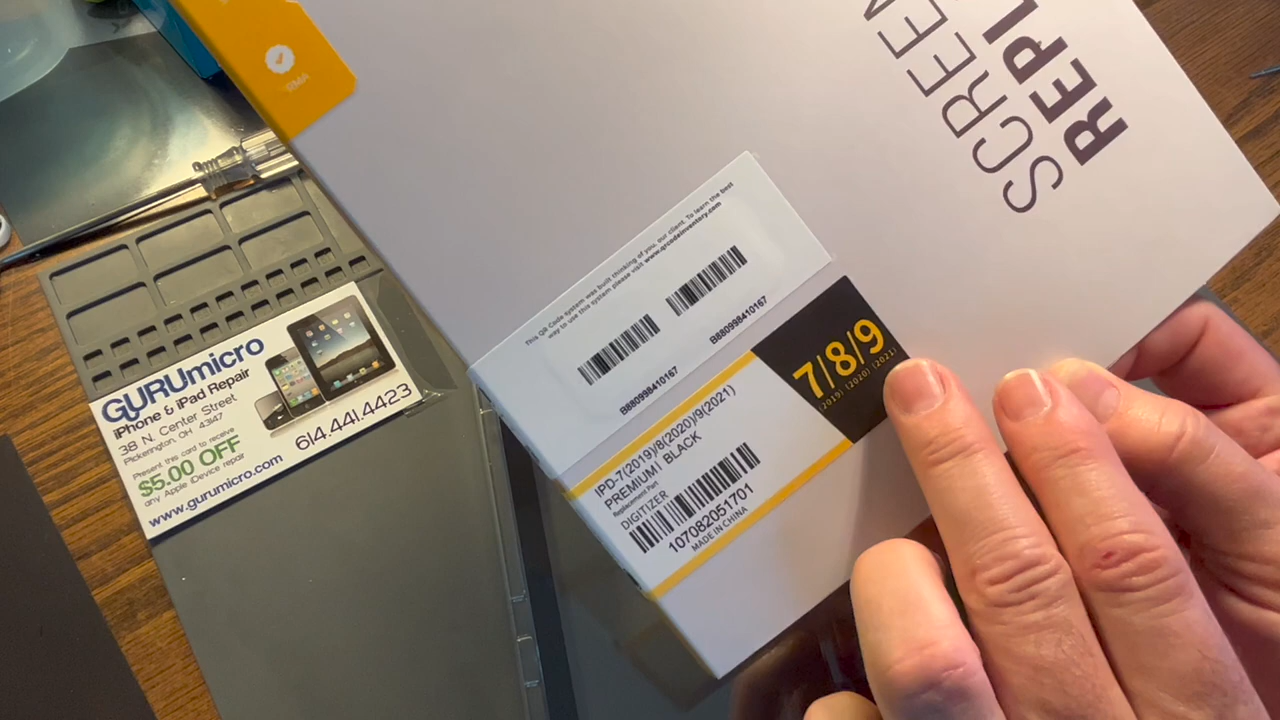 RMA
SCREEN
REPL
This QR Code system was built thinking of you, our client. To learn the best
way to use this system please visit www.qrcodeinventory.com
B880998410167
B880998410167
7/8/9
(2019) (2020) (2021)
IPD-7(2019)/8(2020)/9(2021)
PREMIUM | BLACK
Replacement Part
DIGITIZER
107082051701
MADE IN CHINA
GURUmicro
iPhone & iPad Repair
38 N. Center Street
Pickerington, OH 43147
Present this card to receive
$5.00 OFF
any Apple iDevice repair
www.gurumicro.com
614.441.4423